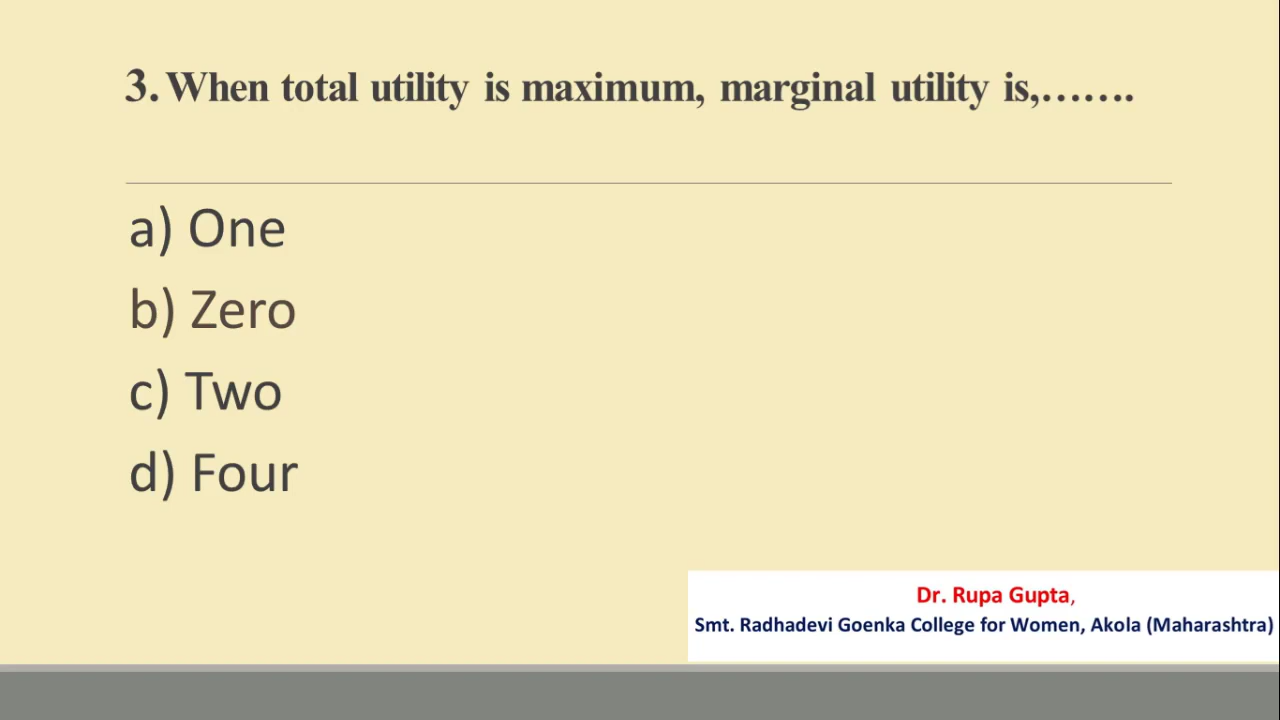 3. When total utility is maximum, marginal utility is,.......
a) One
b) Zero
c) Two
d) Four
Dr. Rupa Gupta,
Smt. Radhadevi Goenka College for Women, Akola (Maharashtra)